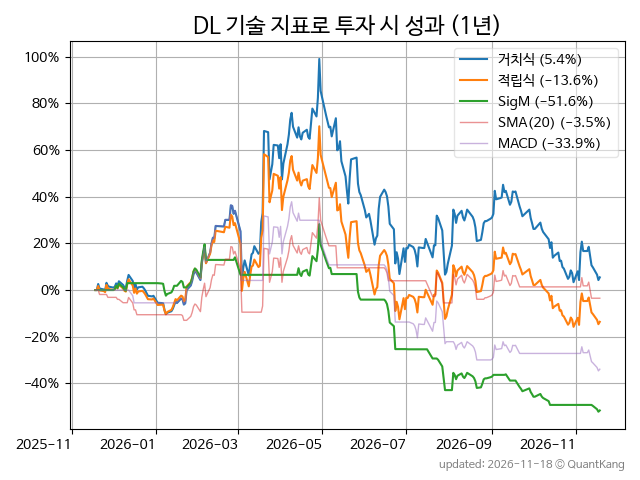 DL 기술 지표로 투자 시 성과 (1년)
거치식 (5.4%)
적립식 (−13.6%)
SigM (−51.6%)
SMA(20) (−3.5%)
MACD (−33.9%)
100%
80%
60%
40%
20%
0%
−20%
−40%
2025-11
2026-01
2026-03
2026-05
2026-07
2026-09
2026-11
updated: 2026-11-18 © QuantKang